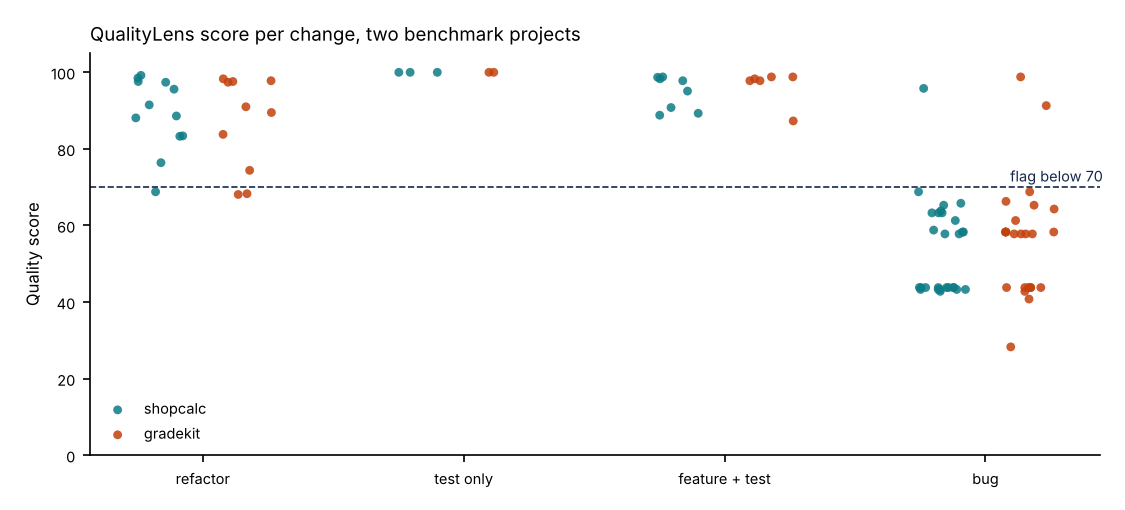 QualityLens score per change, two benchmark projects
Quality score
100
80
60
40
20
0
flag below 70
shopcalc
gradekit
refactor
test only
feature + test
bug